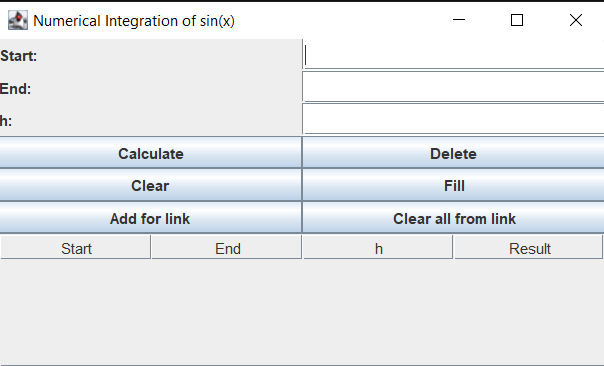 Numerical Integration of sin(x)
Start:
End:
h:
Calculate Delete
Clear Fill
Add for link Clear all from link
Start End h Result